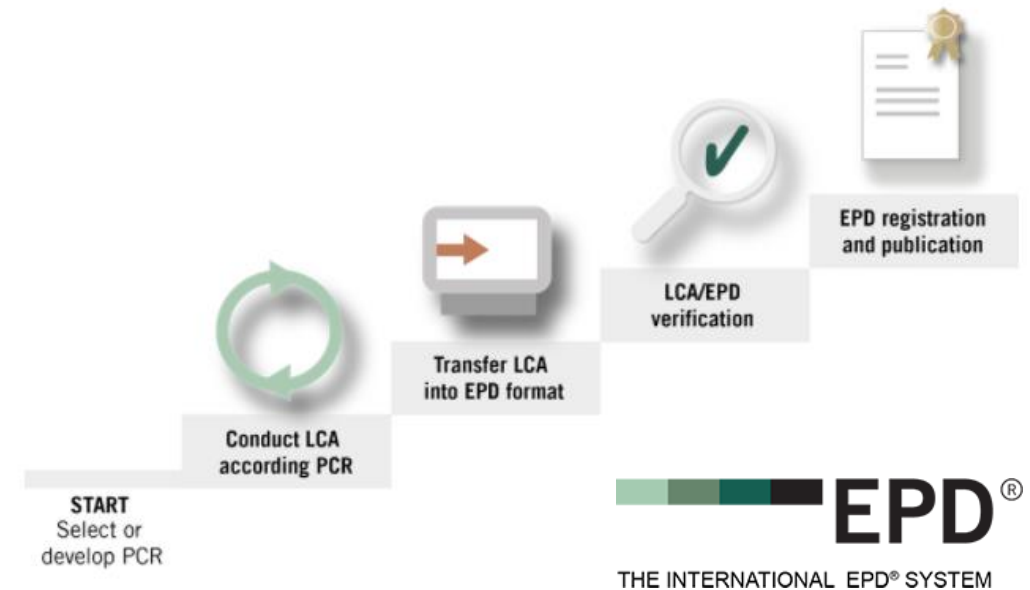 START
Select or
develop PCR
Conduct LCA
according PCR
Transfer LCA
into EPD format
LCA/EPD
verification
EPD registration
and publication
EPD®
THE INTERNATIONAL EPD® SYSTEM